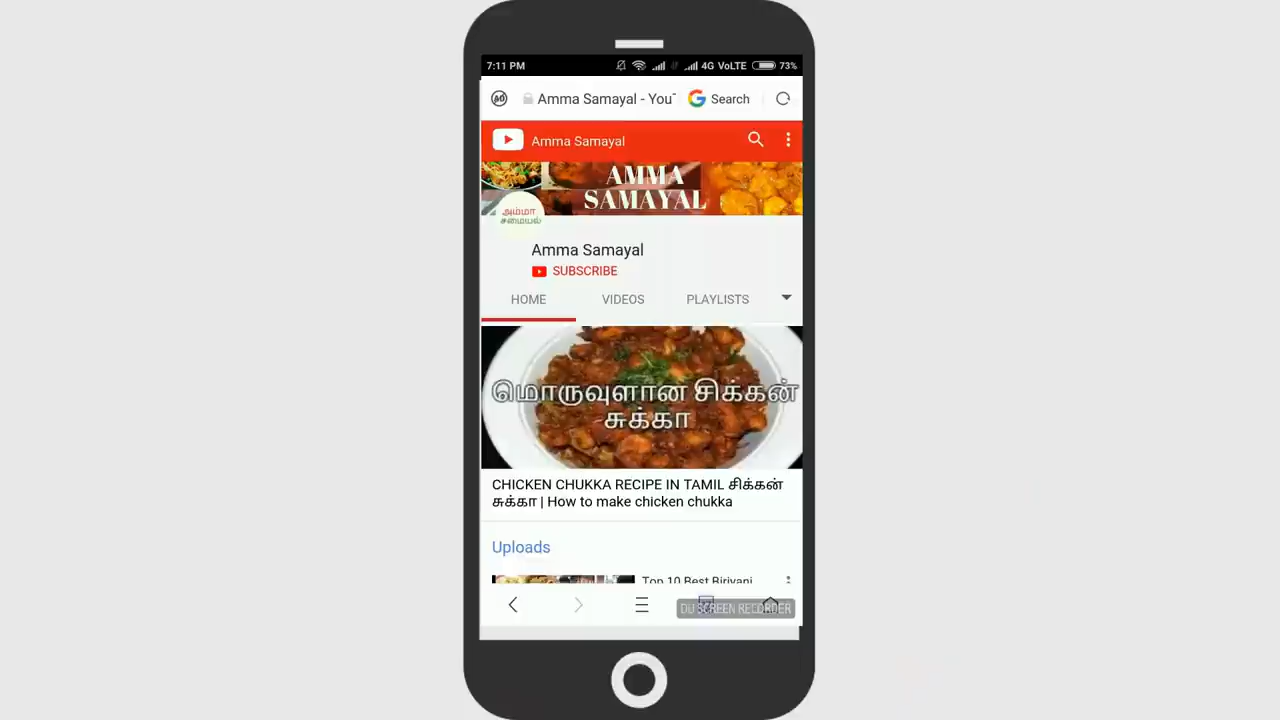 7:11 PM 4G VoLTE 73%
Amma Samayal - YouT Search
Amma Samayal
AMMA
SAMAYAL
அம்மா
சமையல்
Amma Samayal
SUBSCRIBE
HOME VIDEOS PLAYLISTS
மொருவுளான சிக்கன்
சுக்கா
CHICKEN CHUKKA RECIPE IN TAMIL சிக்கன்
சுக்கா | How to make chicken chukka
Uploads
Top 10 Best Biriyani
DU SCREEN RECORDER